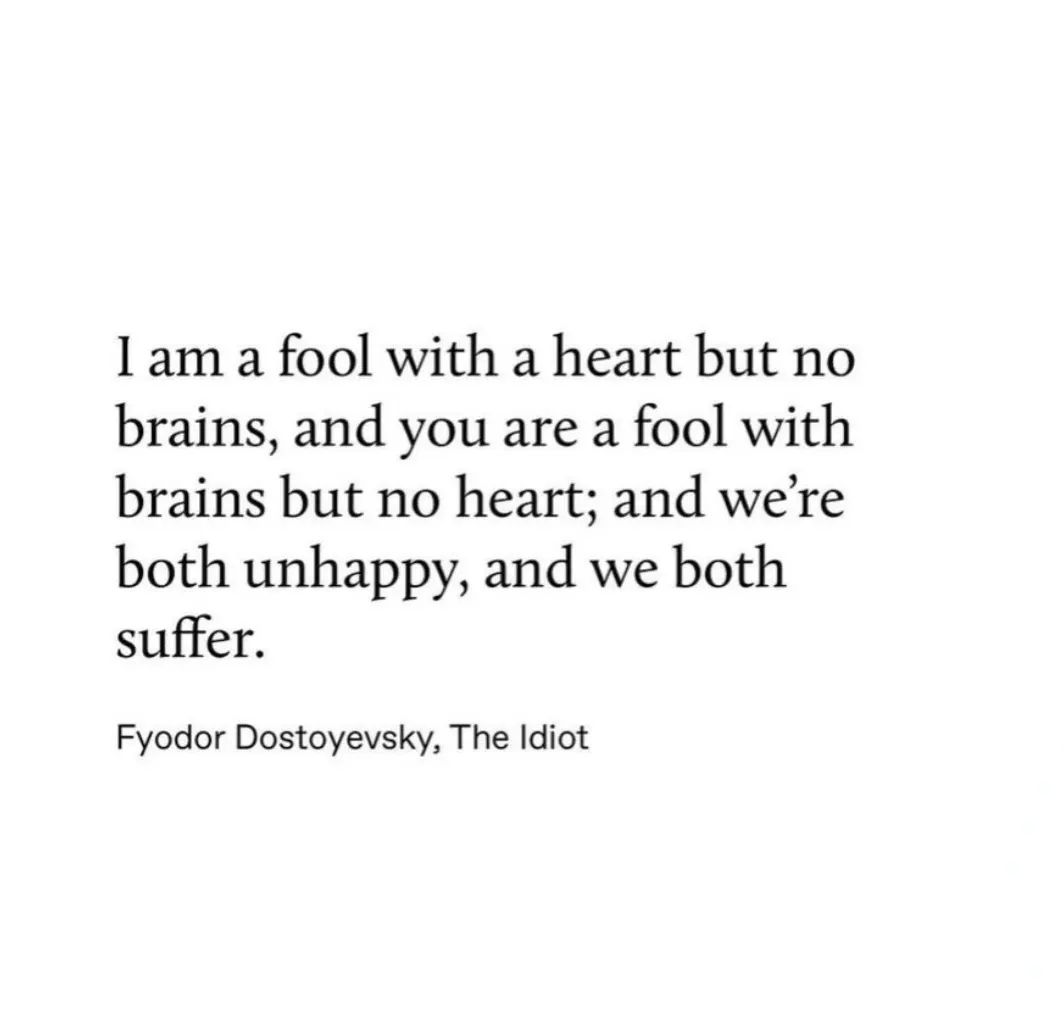 I am a fool with a heart but no
brains, and you are a fool with
brains but no heart; and we’re
both unhappy, and we both
suffer.
Fyodor Dostoyevsky, The Idiot